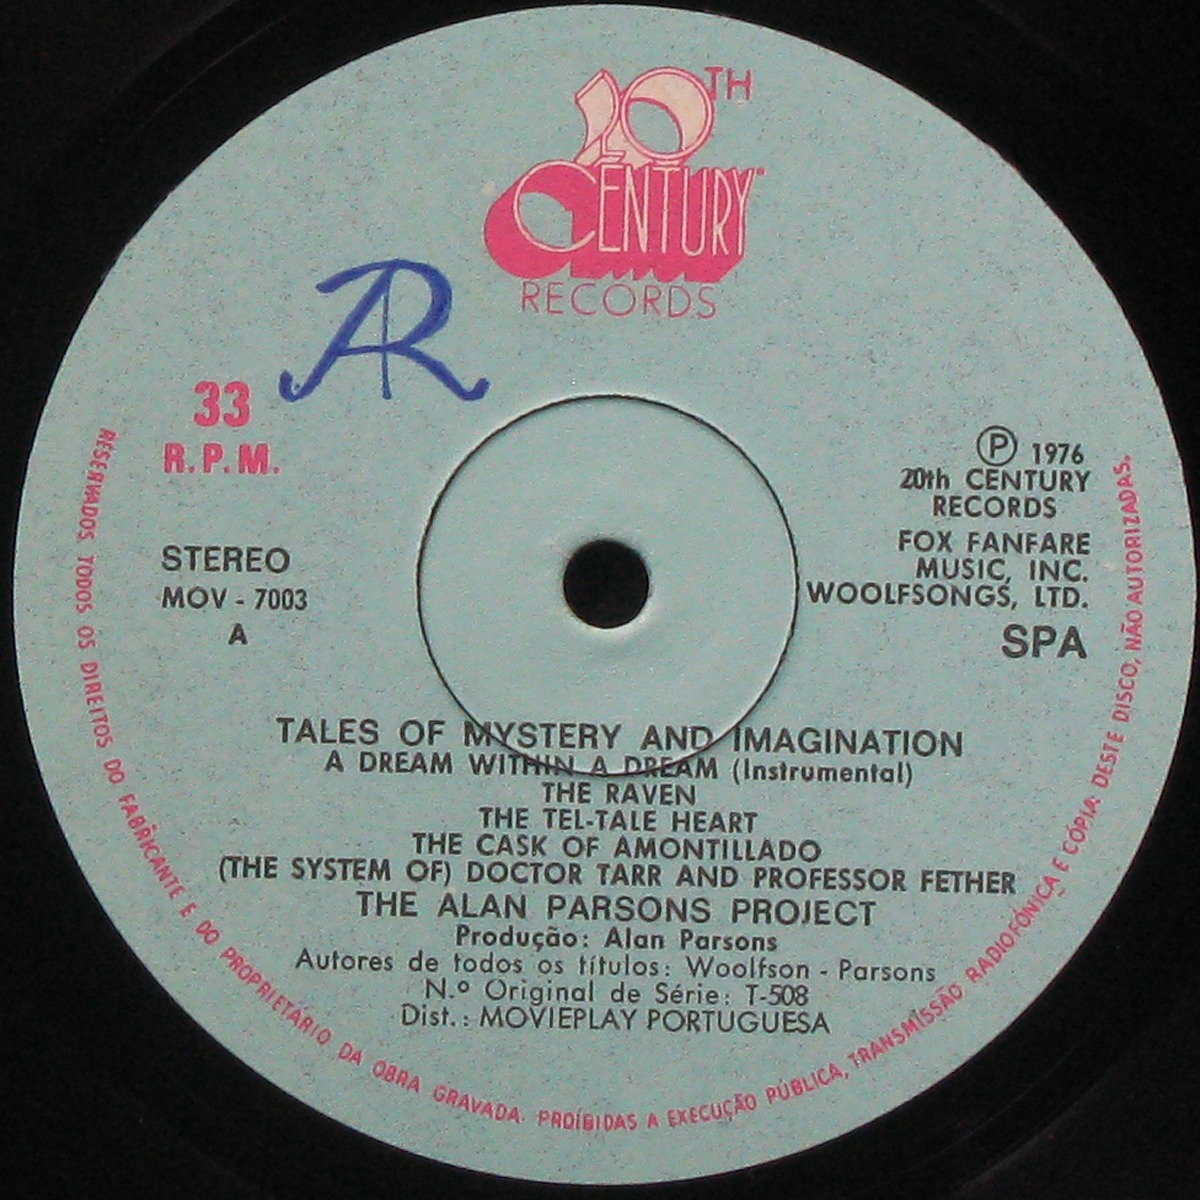 20TH
CENTURY
RECORDS
AR
33
R.P.M.
STEREO
MOV - 7003
A
Ⓟ 1976
20th CENTURY
RECORDS
FOX FANFARE
MUSIC, INC.
WOOLFSONGS, LTD.
SPA
TALES OF MYSTERY AND IMAGINATION
A DREAM WITHIN A DREAM (Instrumental)
THE RAVEN
THE TEL-TALE HEART
THE CASK OF AMONTILLADO
(THE SYSTEM OF) DOCTOR TARR AND PROFESSOR FETHER
THE ALAN PARSONS PROJECT
Produção: Alan Parsons
Autores de todos os títulos: Woolfson - Parsons
N.º Original de Série: T-508
Dist.: MOVIEPLAY PORTUGUESA
RESERVADOS TODOS OS DIREITOS DO FABRICANTE E DO PROPRIETÁRIO DA OBRA GRAVADA. PROÍBIDAS A EXECUÇÃO PÚBLICA, TRANSMISSÃO RADIOFÓNICA E CÓPIA DESTE DISCO, NÃO AUTORIZADAS.